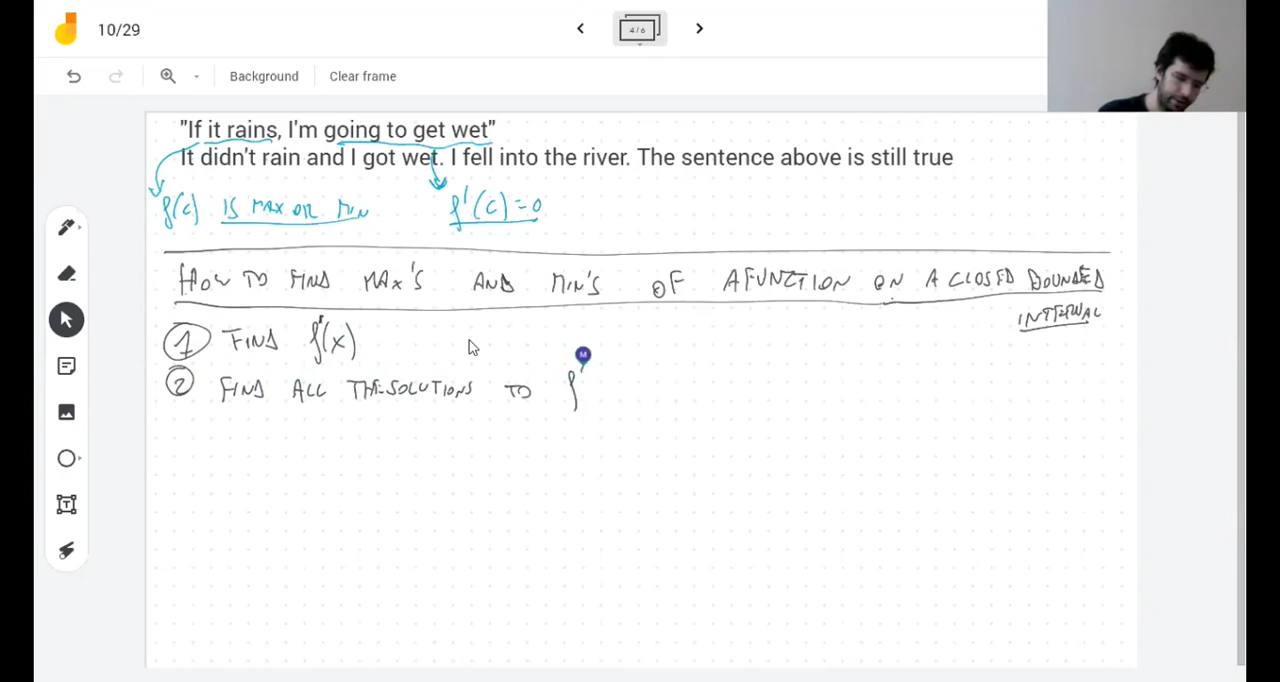 10/29
4 / 6
Background
Clear frame
"If it rains, I'm going to get wet"
It didn't rain and I got wet. I fell into the river. The sentence above is still true
f(c) IS MAX OR MIN
f'(c)=0
HOW TO FIND MAX'S AND MIN'S OF A FUNCTION ON A CLOSED BOUNDED
INTERVAL
1 FIND f'(x)
2 FIND ALL THE SOLUTIONS TO f'
M
T